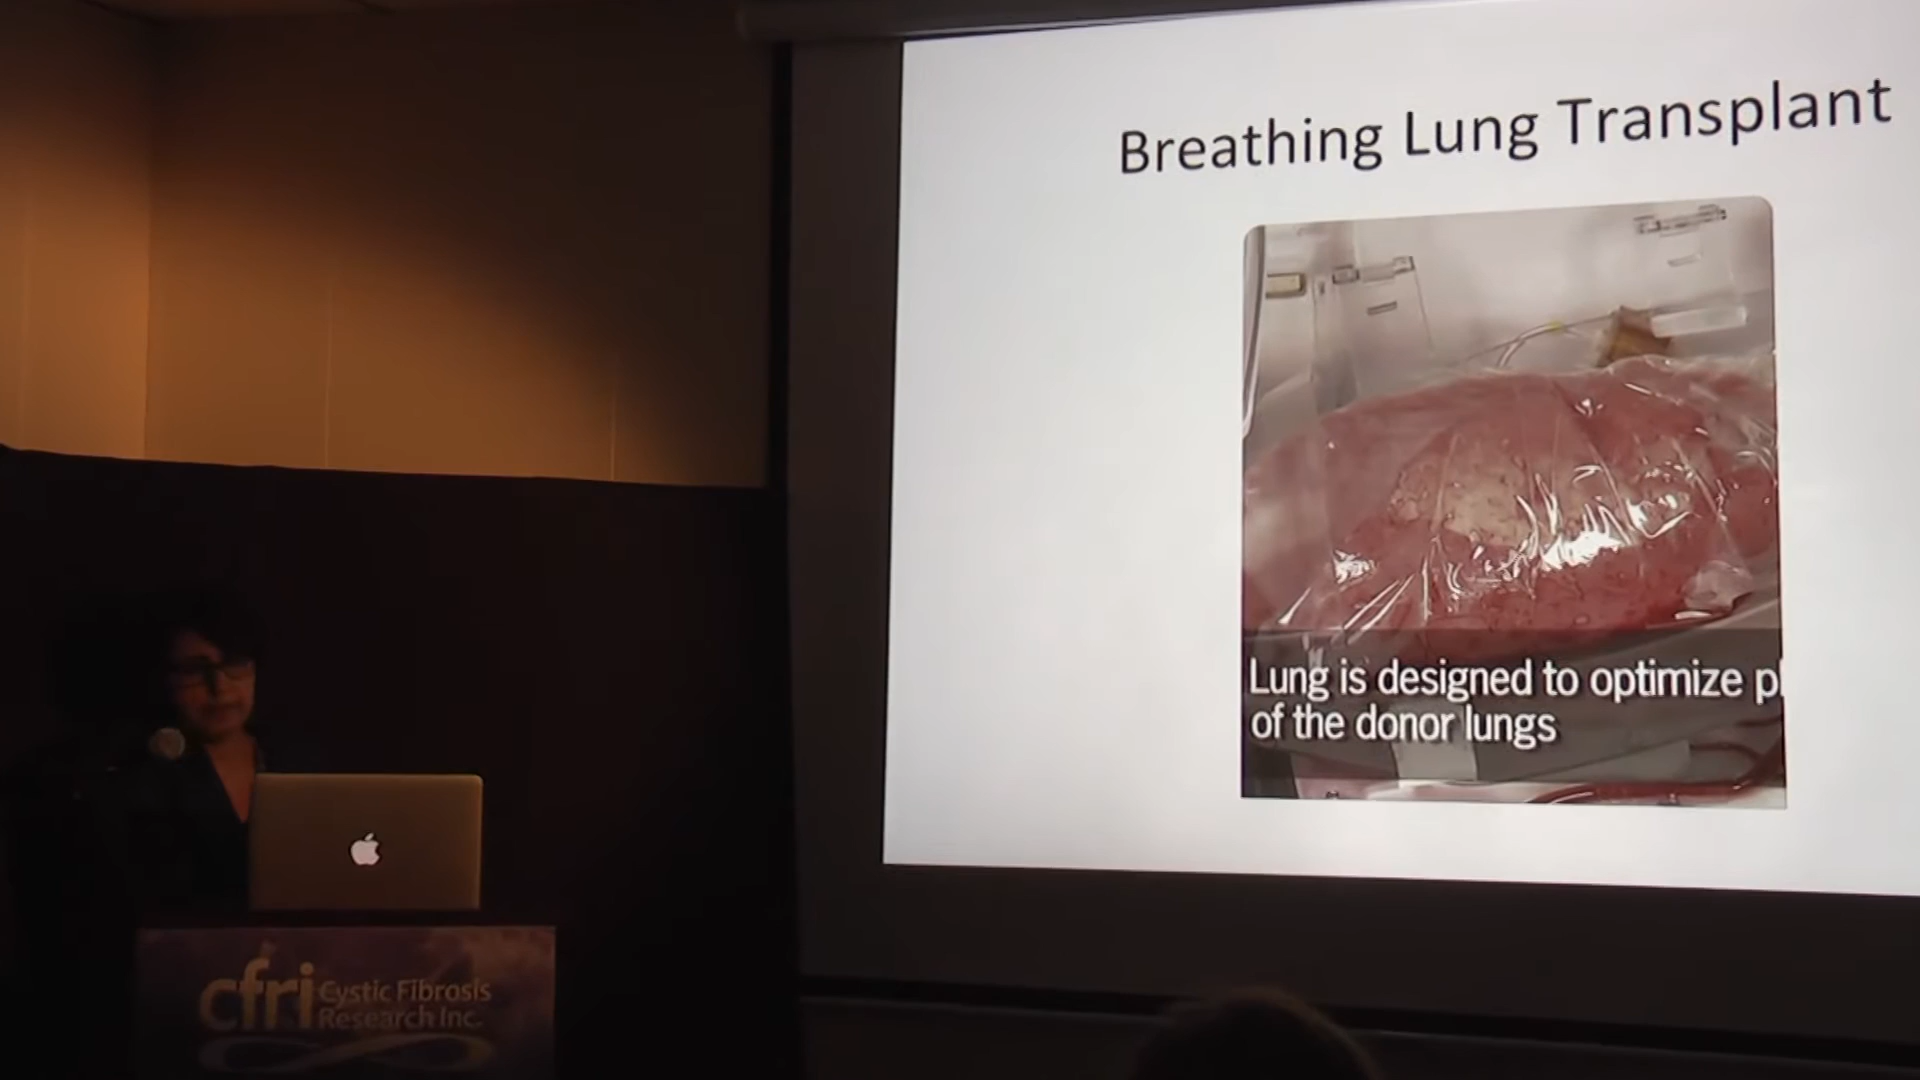 Breathing Lung Transplant
Lung is designed to optimize
of the donor lungs
cfri Cystic Fibrosis
Research Inc.